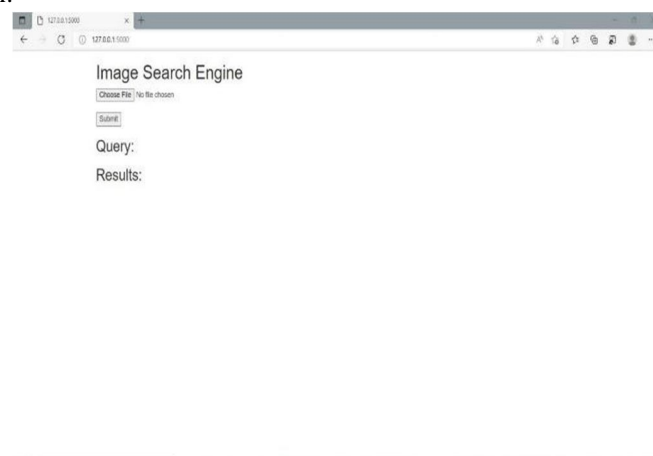 127.0.0.1:5000
127.0.0.1:5000
Image Search Engine
Choose File No file chosen
Submit
Query:
Results: